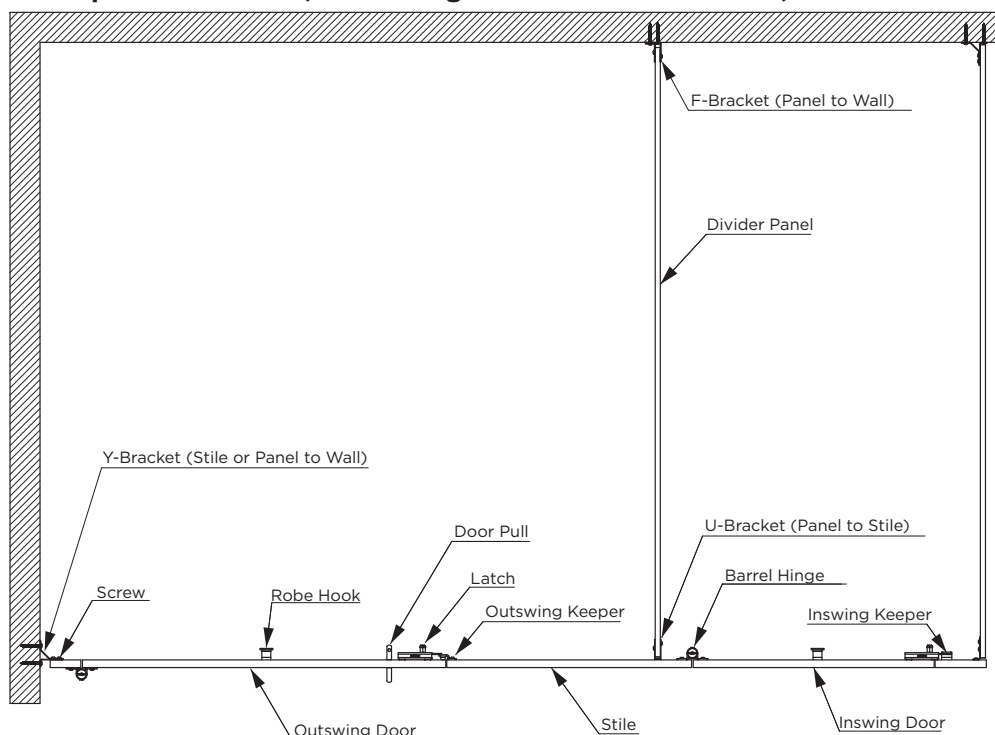 F-Bracket (Panel to Wall)
Divider Panel
Y-Bracket (Stile or Panel to Wall)
Door Pull
U-Bracket (Panel to Stile)
Latch
Barrel Hinge
Screw
Robe Hook
Outswing Keeper
Inswing Keeper
Outswing Door
Stile
Inswing Door